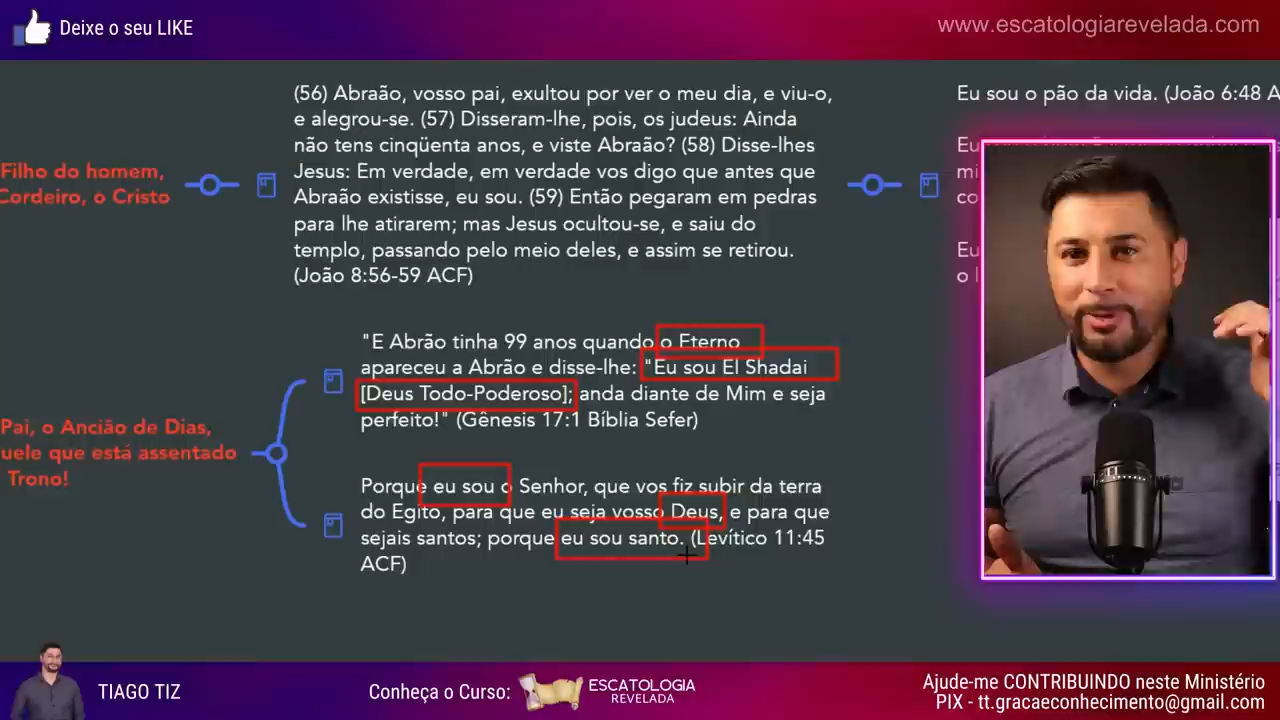 Deixe o seu LIKE
www.escatologiarevelada.com
Filho do homem,
Cordeiro, o Cristo
(56) Abraão, vosso pai, exultou por ver o meu dia, e viu-o,
e alegrou-se. (57) Disseram-lhe, pois, os judeus: Ainda
não tens cinqüenta anos, e viste Abraão? (58) Disse-lhes
Jesus: Em verdade, em verdade vos digo que antes que
Abraão existisse, eu sou. (59) Então pegaram em pedras
para lhe atirarem; mas Jesus ocultou-se, e saiu do
templo, passando pelo meio deles, e assim se retirou.
(João 8:56-59 ACF)
Eu sou o pão da vida. (João 6:48 A
Eu
mi
co
Eu
o l
Pai, o Ancião de Dias,
uele que está assentado
Trono!
"E Abrão tinha 99 anos quando o Eterno
apareceu a Abrão e disse-lhe: "Eu sou El Shadai
[Deus Todo-Poderoso]; anda diante de Mim e seja
perfeito!" (Gênesis 17:1 Bíblia Sefer)
Porque eu sou o Senhor, que vos fiz subir da terra
do Egito, para que eu seja vosso Deus, e para que
sejais santos; porque eu sou santo. (Levítico 11:45
ACF)
TIAGO TIZ
Conheça o Curso:
ESCATOLOGIA
REVELADA
Ajude-me CONTRIBUINDO neste Ministério
PIX - tt.gracaeconhecimento@gmail.com